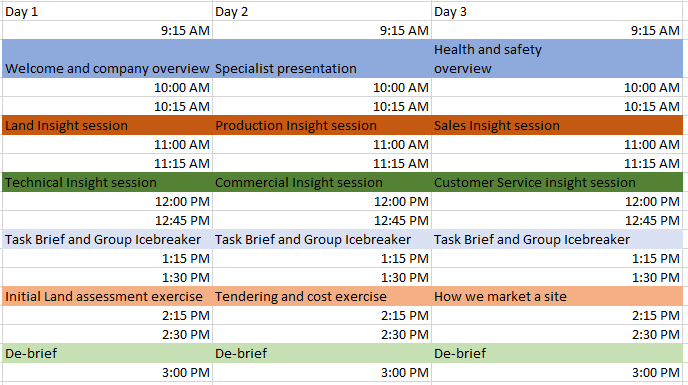 Day 1 Day 2 Day 3
9:15 AM 9:15 AM 9:15 AM
Health and safety
Welcome and company overview Specialist presentation overview
10:00 AM 10:00 AM 10:00 AM
10:15 AM 10:15 AM 10:15 AM
Land Insight session Production Insight session Sales Insight session
11:00 AM 11:00 AM 11:00 AM
11:15 AM 11:15 AM 11:15 AM
Technical Insight session Commercial Insight session Customer Service insight session
12:00 PM 12:00 PM 12:00 PM
12:45 PM 12:45 PM 12:45 PM
Task Brief and Group Icebreaker Task Brief and Group Icebreaker Task Brief and Group Icebreaker
1:15 PM 1:15 PM 1:15 PM
1:30 PM 1:30 PM 1:30 PM
Initial Land assessment exercise Tendering and cost exercise How we market a site
2:15 PM 2:15 PM 2:15 PM
2:30 PM 2:30 PM 2:30 PM
De-brief De-brief De-brief
3:00 PM 3:00 PM 3:00 PM